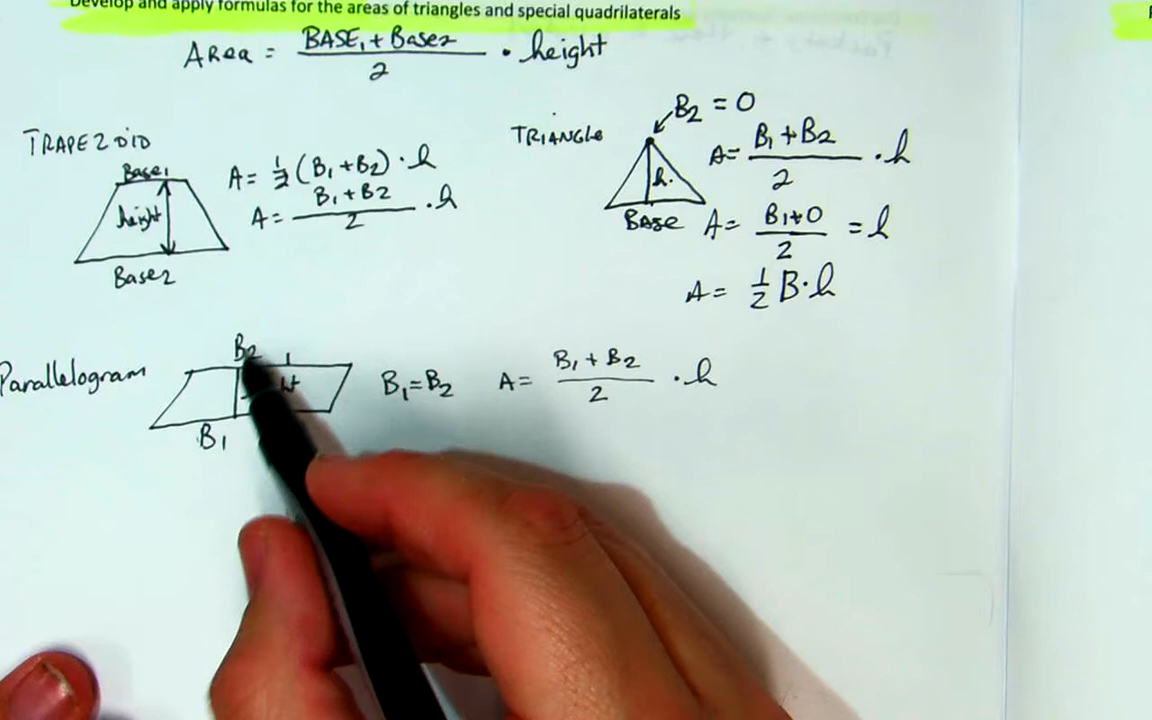 Develop and apply formulas for the areas of triangles and special quadrilaterals
AREA = BASE1 + Base2 / 2 · height
TRAPEZOID
Base1
height
Base2
A = 1/2 (B1 + B2) · h
A = B1 + B2 / 2 · h
TRIANGLE
B2 = 0
h.
BASE
A = B1 + B2 / 2 · h
A = B1 + 0 / 2 = h
A = 1/2 B · h
Parallelogram
B2
B1
B1 = B2
A = B1 + B2 / 2 · h